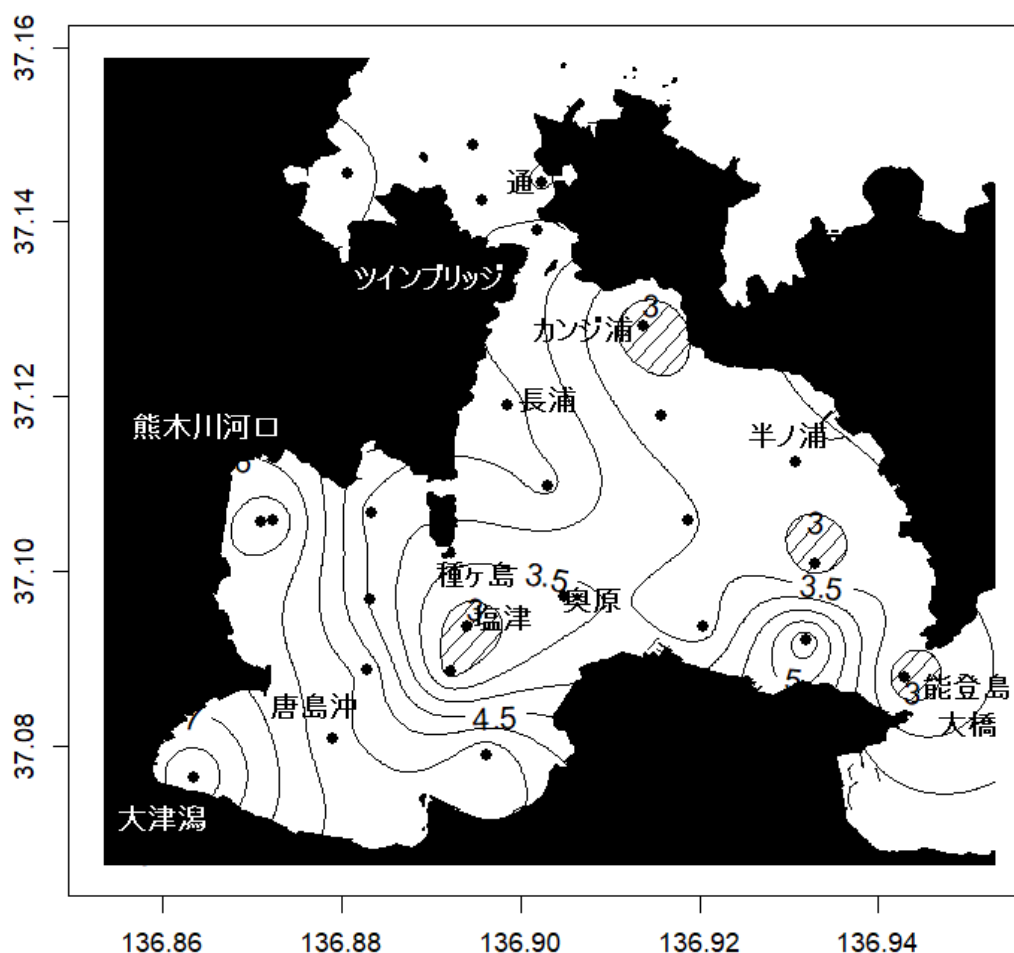 37.16
37.14
37.12
37.10
37.08
通
ツインブリッジ
3
カンジ浦
長浦
熊木川河口
半ノ浦
3
種ヶ島
3.5
奥原
3.5
3
塩津
5
3
能登島
大橋
唐島沖
4.5
7
大津潟
136.86
136.88
136.90
136.92
136.94